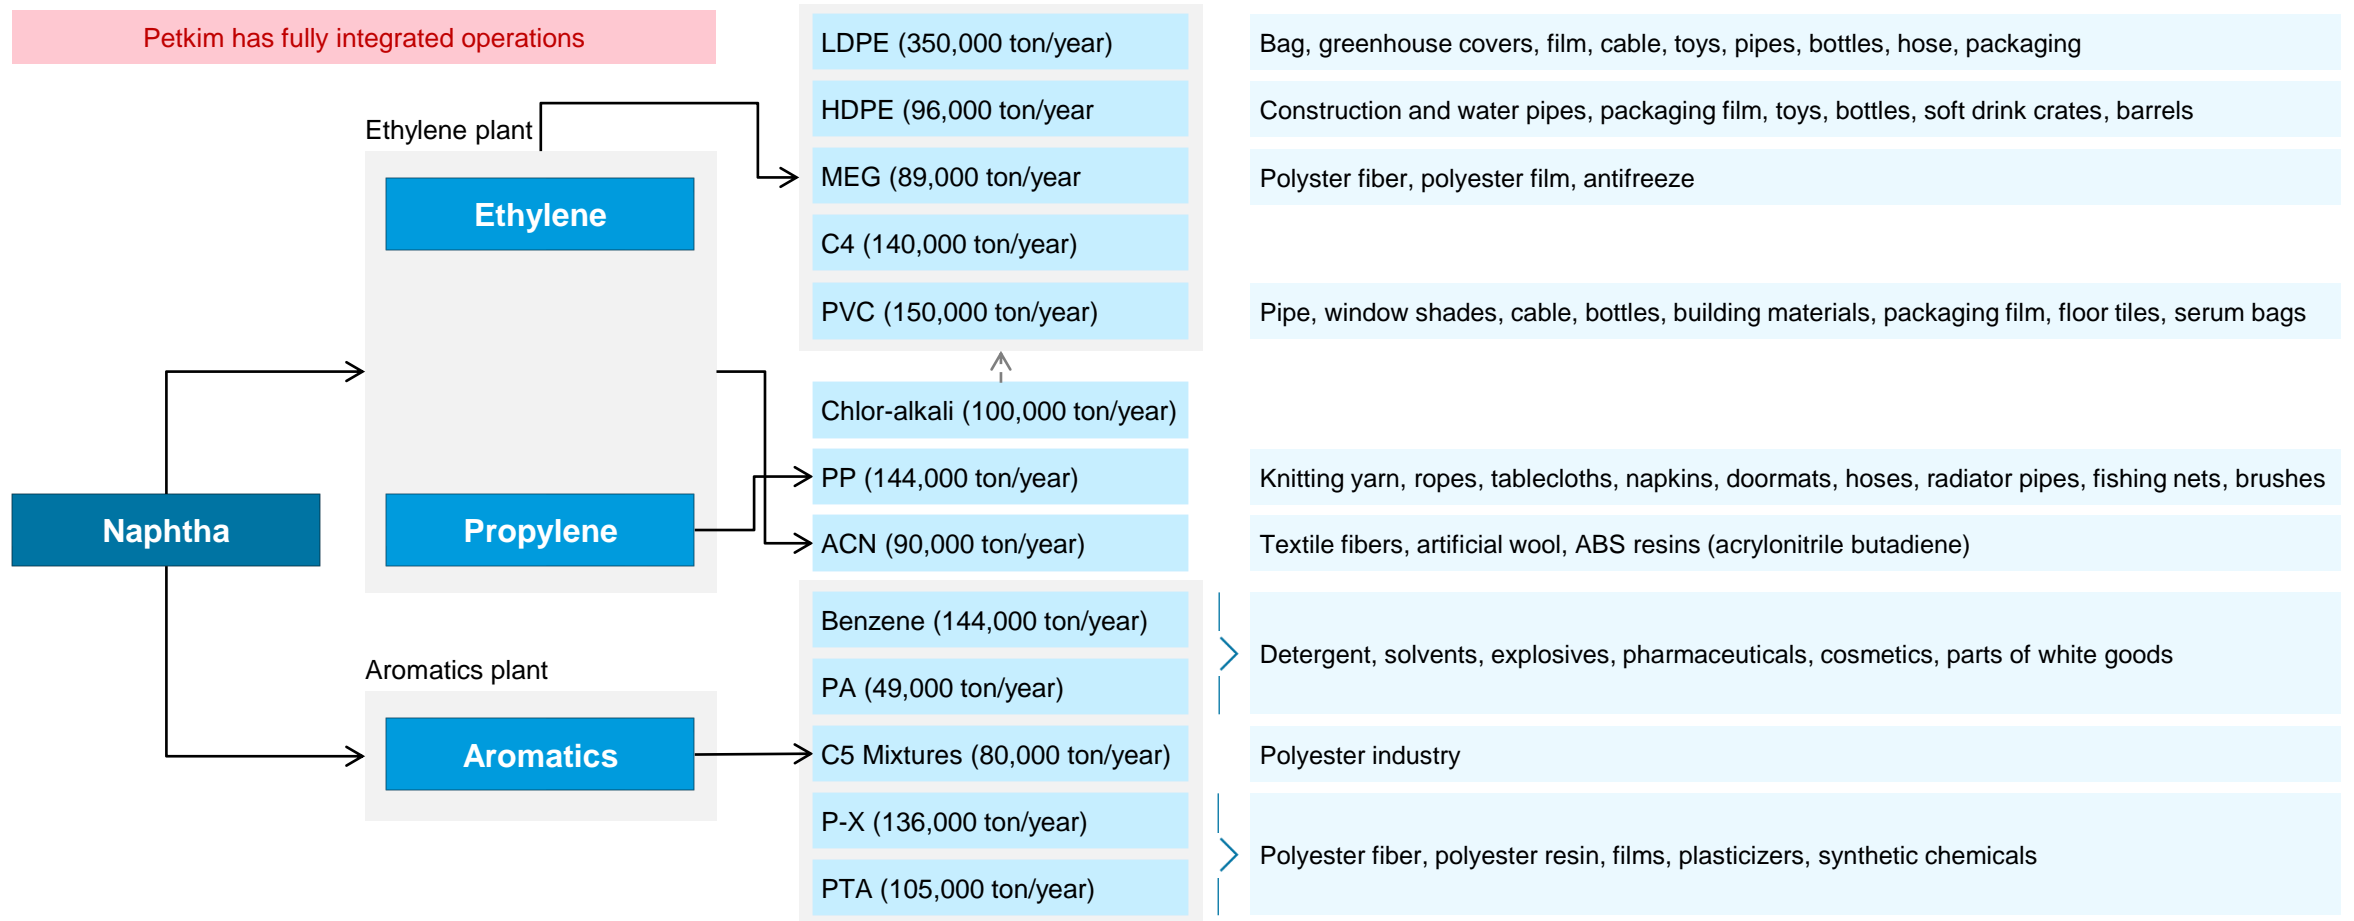 Petkim has fully integrated operations
LDPE (350,000 ton/year)
Bag, greenhouse covers, film, cable, toys, pipes, bottles, hose, packaging
HDPE (96,000 ton/year
Construction and water pipes, packaging film, toys, bottles, soft drink crates, barrels
Ethylene plant
MEG (89,000 ton/year
Polyster fiber, polyester film, antifreeze
Ethylene
C4 (140,000 ton/year)
PVC (150,000 ton/year)
Pipe, window shades, cable, bottles, building materials, packaging film, floor tiles, serum bags
Chlor-alkali (100,000 ton/year)
PP (144,000 ton/year)
Knitting yarn, ropes, tablecloths, napkins, doormats, hoses, radiator pipes, fishing nets, brushes
Naphtha
Propylene
ACN (90,000 ton/year)
Textile fibers, artificial wool, ABS resins (acrylonitrile butadiene)
Benzene (144,000 ton/year)
Detergent, solvents, explosives, pharmaceuticals, cosmetics, parts of white goods
Aromatics plant
PA (49,000 ton/year)
Aromatics
C5 Mixtures (80,000 ton/year)
Polyester industry
P-X (136,000 ton/year)
Polyester fiber, polyester resin, films, plasticizers, synthetic chemicals
PTA (105,000 ton/year)